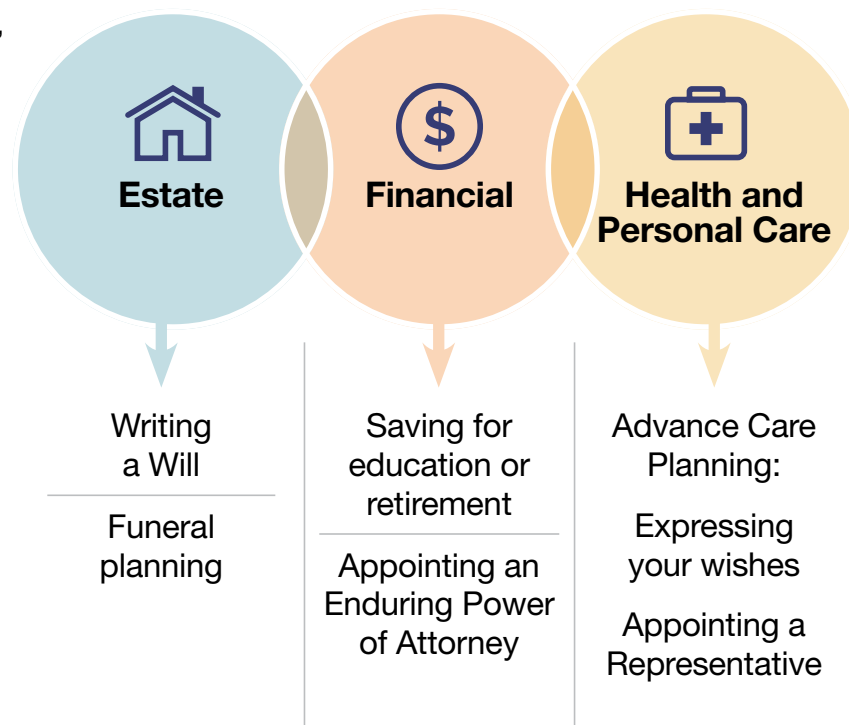 Estate
Writing
a Will
Funeral
planning
$
Financial
Saving for
education or
retirement
Appointing an
Enduring Power
of Attorney
Health and
Personal Care
Advance Care
Planning:
Expressing
your wishes
Appointing a
Representative